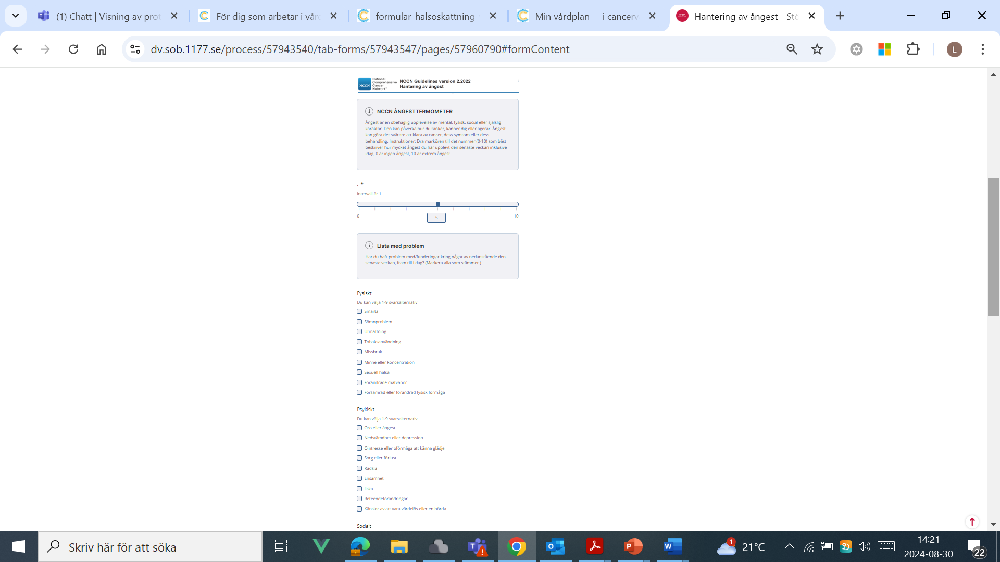 (1) Chatt | Visning av prot
För dig som arbetar i vård
formular_halsoskattning_
Min vårdplan i cancerv
Hantering av ångest - Stö
dv.sob.1177.se/process/57943540/tab-forms/57943547/pages/57960790#formContent
L
NCCN
National
Comprehensive
Cancer
Network®
NCCN Guidelines version 2.2022
Hantering av ångest
NCCN ÅNGESTTERMOMETER
Ångest är en obehaglig upplevelse av mental, fysisk, social eller själslig
karaktär. Den kan påverka hur du tänker, känner dig eller agerar. Ångest
kan göra det svårare att klara av cancer, dess symtom eller dess
behandling. Instruktioner: Dra markören till det nummer (0-10) som bäst
beskriver hur mycket ångest du har upplevt den senaste veckan inklusive
idag. 0 är ingen ångest, 10 är extrem ångest.
. *
Intervall är 1
0
5
10
Lista med problem
Har du haft problem med/funderingar kring något av nedanstående den
senaste veckan, fram till i dag? (Markera alla som stämmer.)
Fysiskt
Du kan välja 1-9 svarsalternativ
Smärta
Sömnproblem
Utmattning
Tobaksanvändning
Missbruk
Minne eller koncentration
Sexuell hälsa
Förändrade matvanor
Försämrad eller förändrad fysisk förmåga
Psykiskt
Du kan välja 1-9 svarsalternativ
Oro eller ångest
Nedstämdhet eller depression
Ointresse eller oförmåga att känna glädje
Sorg eller förlust
Rädsla
Ensamhet
Ilska
Beteendeförändringar
Känslor av att vara värdelös eller en börda
Socialt
Skriv här för att söka
1
21°C
14:21
2024-08-30
22